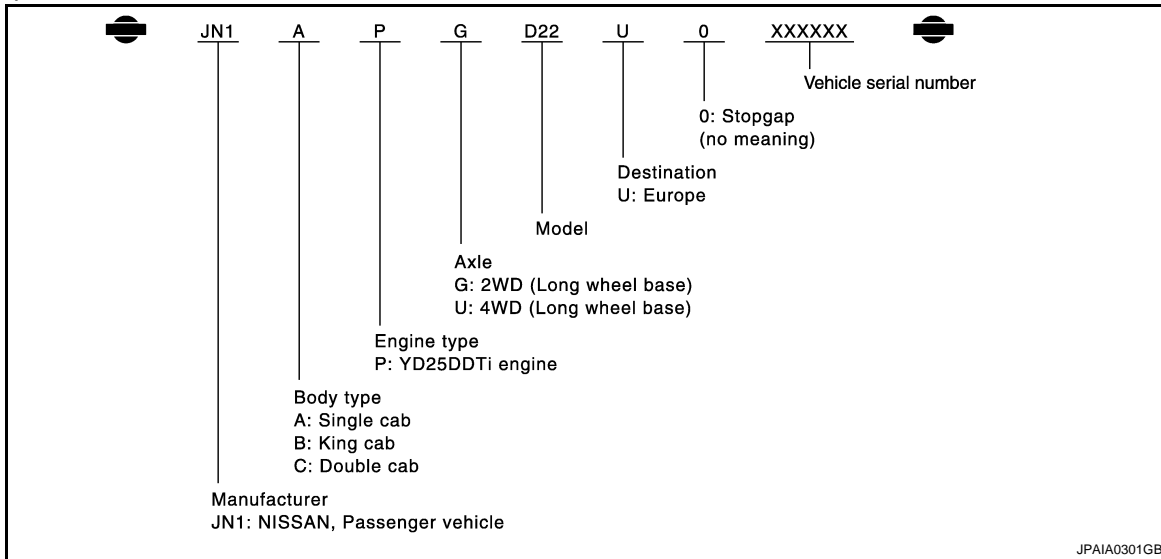 JN1 A P G D22 U 0 XXXXXX
Vehicle serial number
0: Stopgap
(no meaning)
Destination
U: Europe
Model
Axle
G: 2WD (Long wheel base)
U: 4WD (Long wheel base)
Engine type
P: YD25DDTi engine
Body type
A: Single cab
B: King cab
C: Double cab
Manufacturer
JN1: NISSAN, Passenger vehicle
JPAIA0301GB